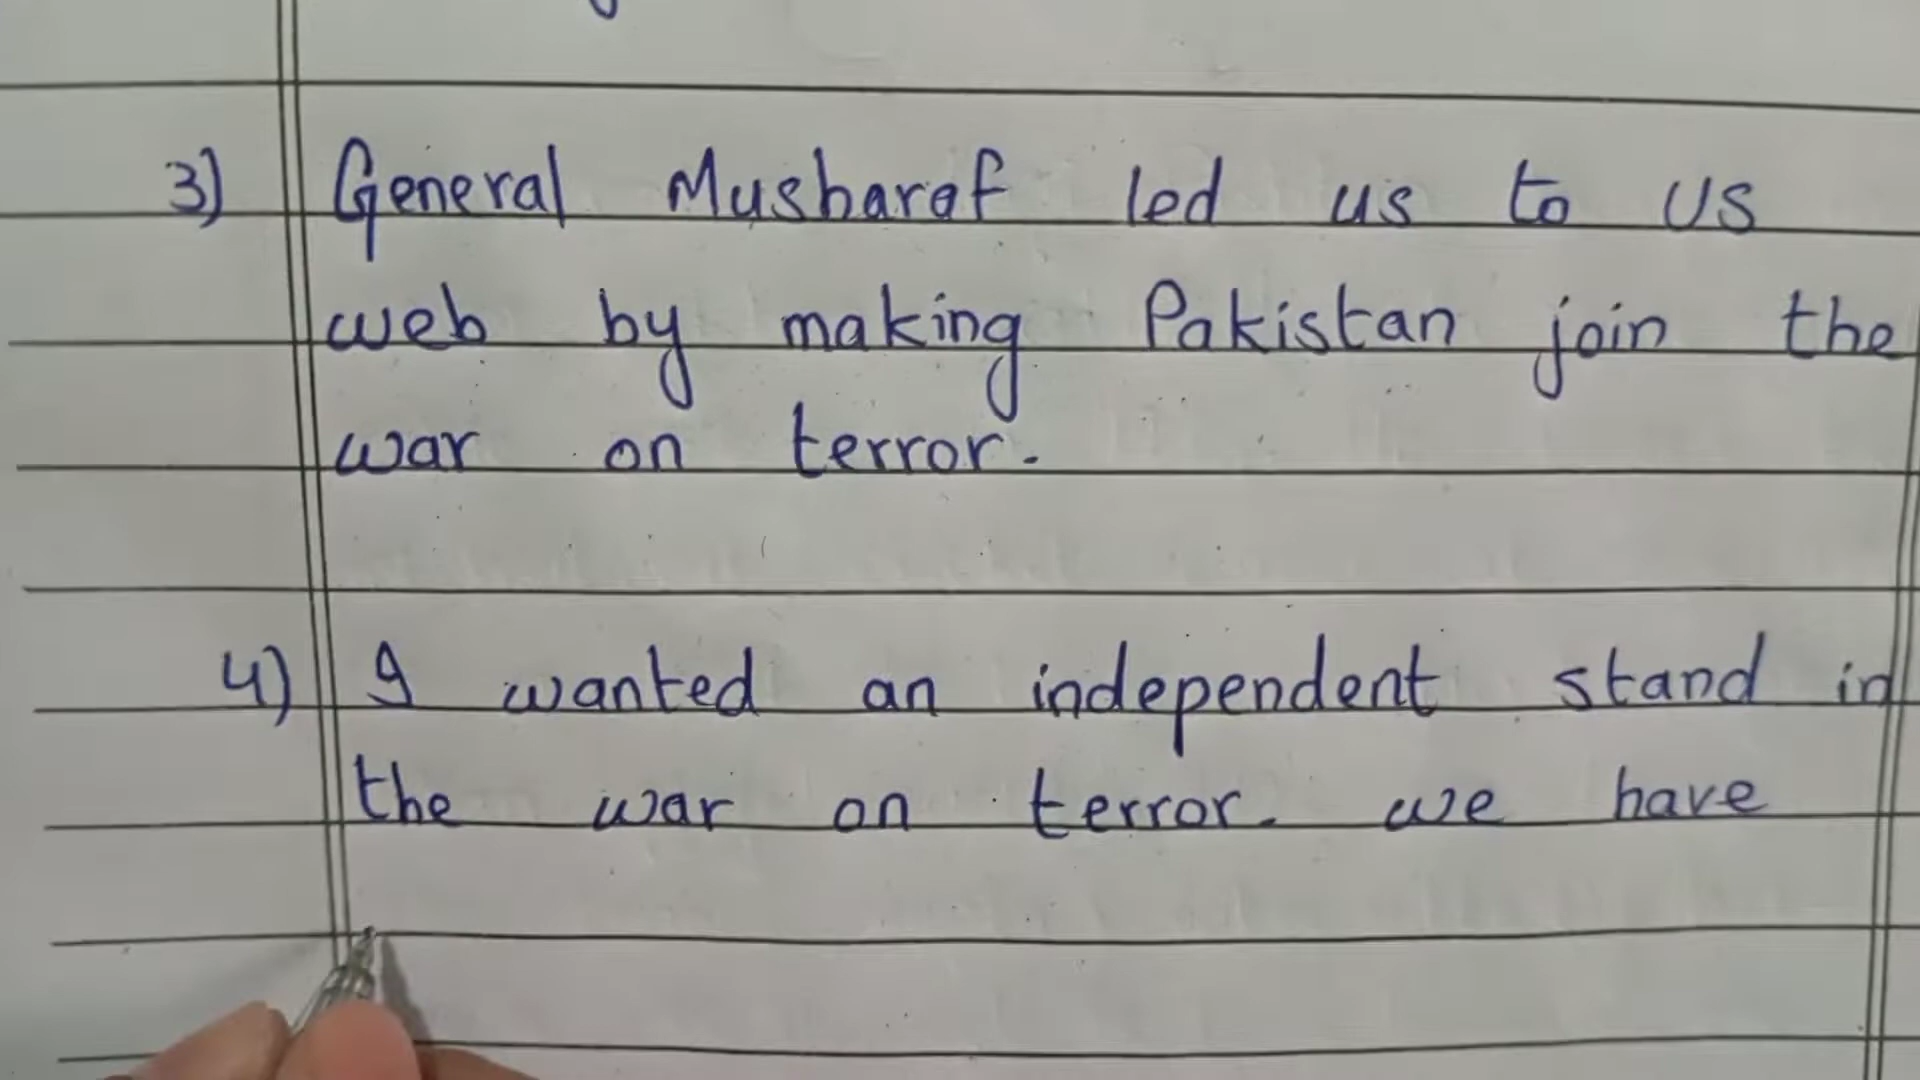 3) General Musharaf led us to US
web by making Pakistan join the
war on terror.
4) I wanted an independent stand in
the war on terror. we have